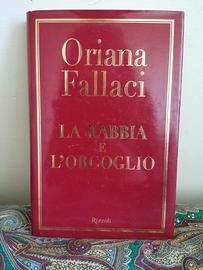 Oriana
Fallaci
LA RABBIA
E
L'ORGOGLIO
Rizzoli